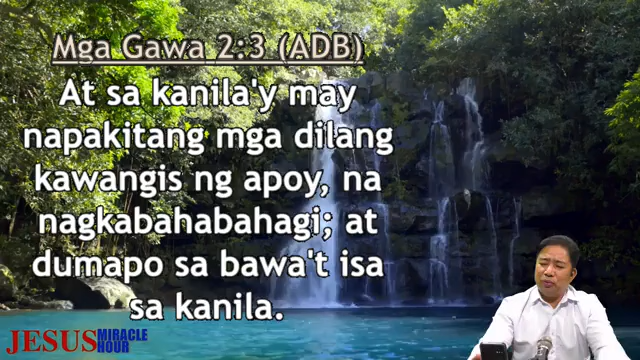 Mga Gawa 2:3 (ADB)
At sa kanila'y may
napakitang mga dilang
kawangis ng apoy, na
nagkabahabahagi; at
dumapo sa bawa't isa
sa kanila.
JESUS MIRACLE
HOUR